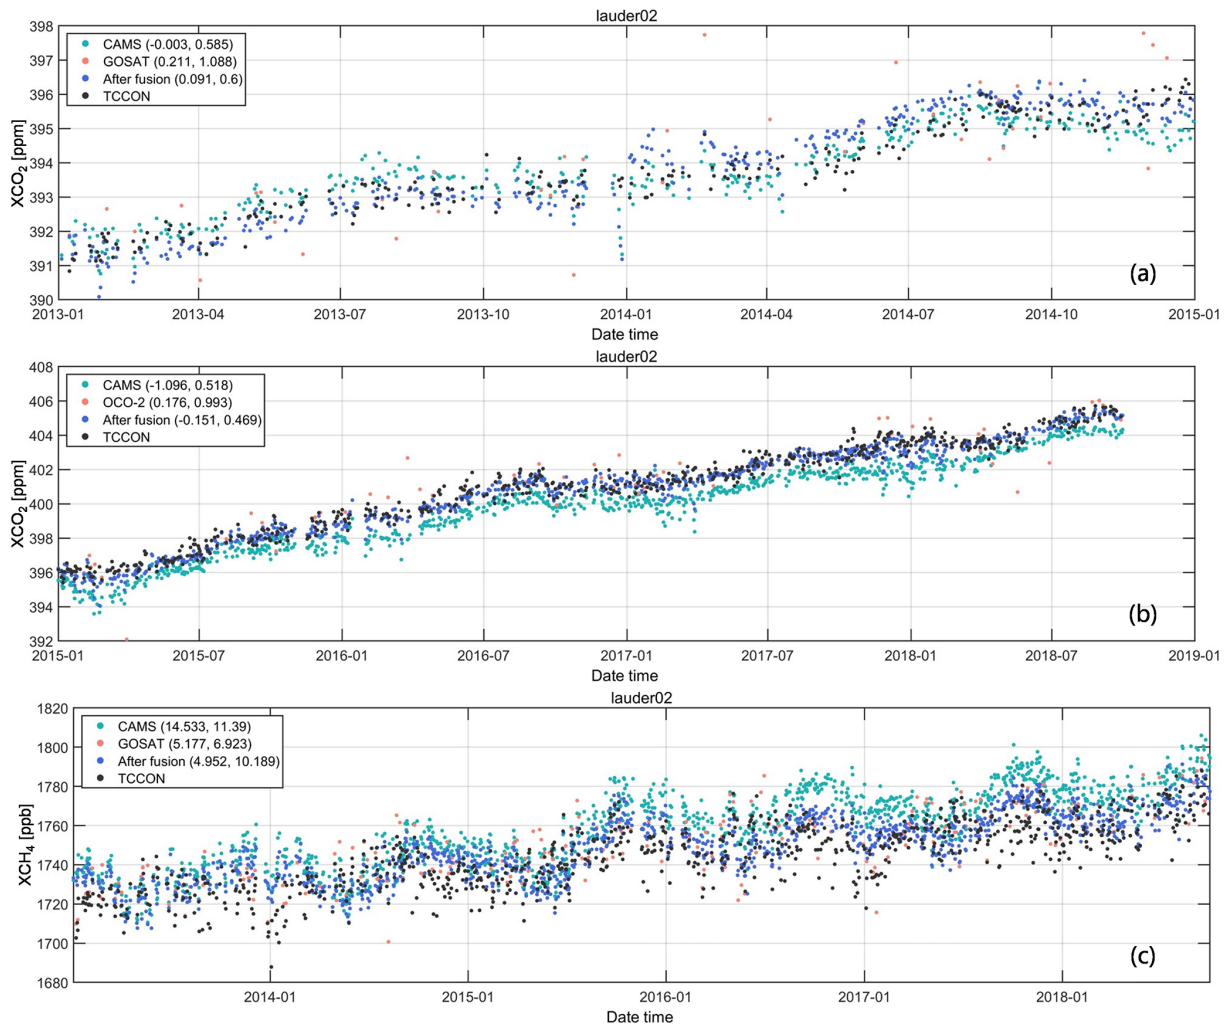 lauder02
398
397
396
395
394
393
392
391
390
XCO2 [ppm]
CAMS (-0.003, 0.585)
GOSAT (0.211, 1.088)
After fusion (0.091, 0.6)
TCCON
(a)
2013-01 2013-04 2013-07 2013-10 2014-01 2014-04 2014-07 2014-10 2015-01
Date time
lauder02
408
406
404
402
400
398
396
394
392
XCO2 [ppm]
CAMS (-1.096, 0.518)
OCO-2 (0.176, 0.993)
After fusion (-0.151, 0.469)
TCCON
(b)
2015-01 2015-07 2016-01 2016-07 2017-01 2017-07 2018-01 2018-07 2019-01
Date time
lauder02
1820
1800
1780
1760
1740
1720
1700
1680
XCH4 [ppb]
CAMS (14.533, 11.39)
GOSAT (5.177, 6.923)
After fusion (4.952, 10.189)
TCCON
(c)
2014-01 2015-01 2016-01 2017-01 2018-01
Date time